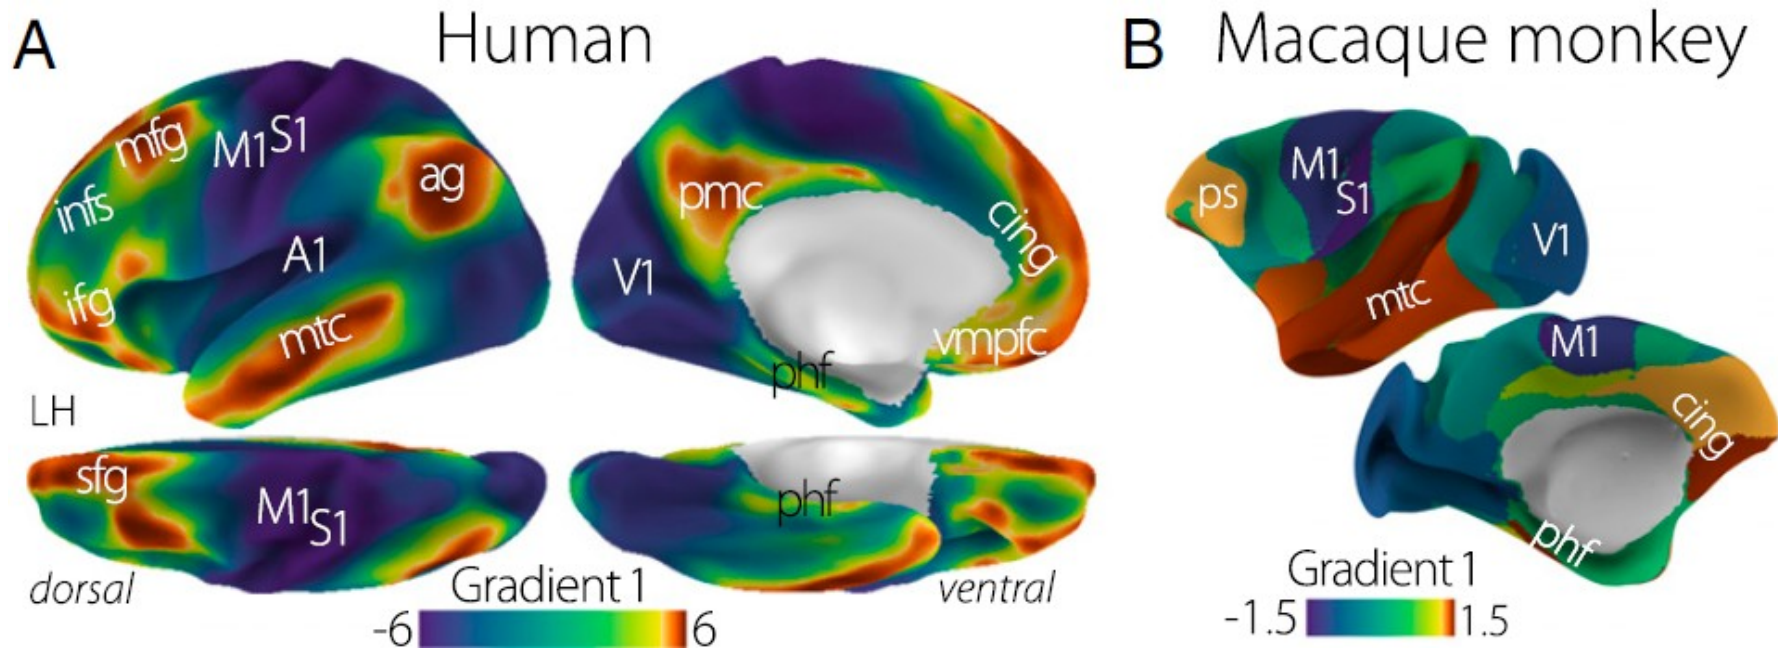 A
Human
mfg
M1
S1
infs
ag
A1
ifg
mtc
LH
pmc
cing
V1
vmpfc
phf
sfg
M1
S1
dorsal
phf
ventral
Gradient 1
-6
6
B
Macaque monkey
M1
ps
S1
V1
mtc
M1
cing
phf
Gradient 1
-1.5
1.5